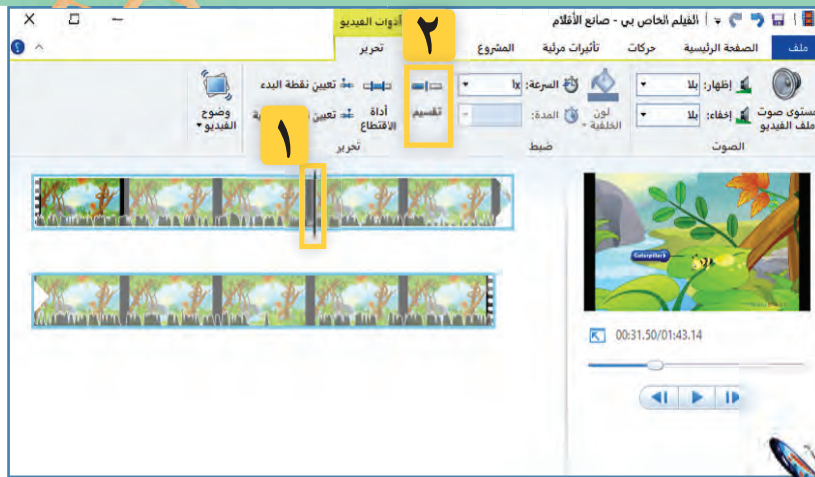 الفيلم الخاص بي - صانع الأفلام
أدوات الفيديو
ملف
الصفحة الرئيسية
حركات
تأثيرات مرئية
المشروع
تحرير
٢
مستوى صوت
ملف الفيديو
إظهار: بلا
إخفاء: بلا
الصوت
لون
الخلفية
السرعة: 1x
المدة:
ضبط
تقسيم
أداة
الاقتطاع
تعيين نقطة البدء
تعيين
تحرير
وضوح
الفيديو
١
Caterpillar
00:31.50/01:43.14